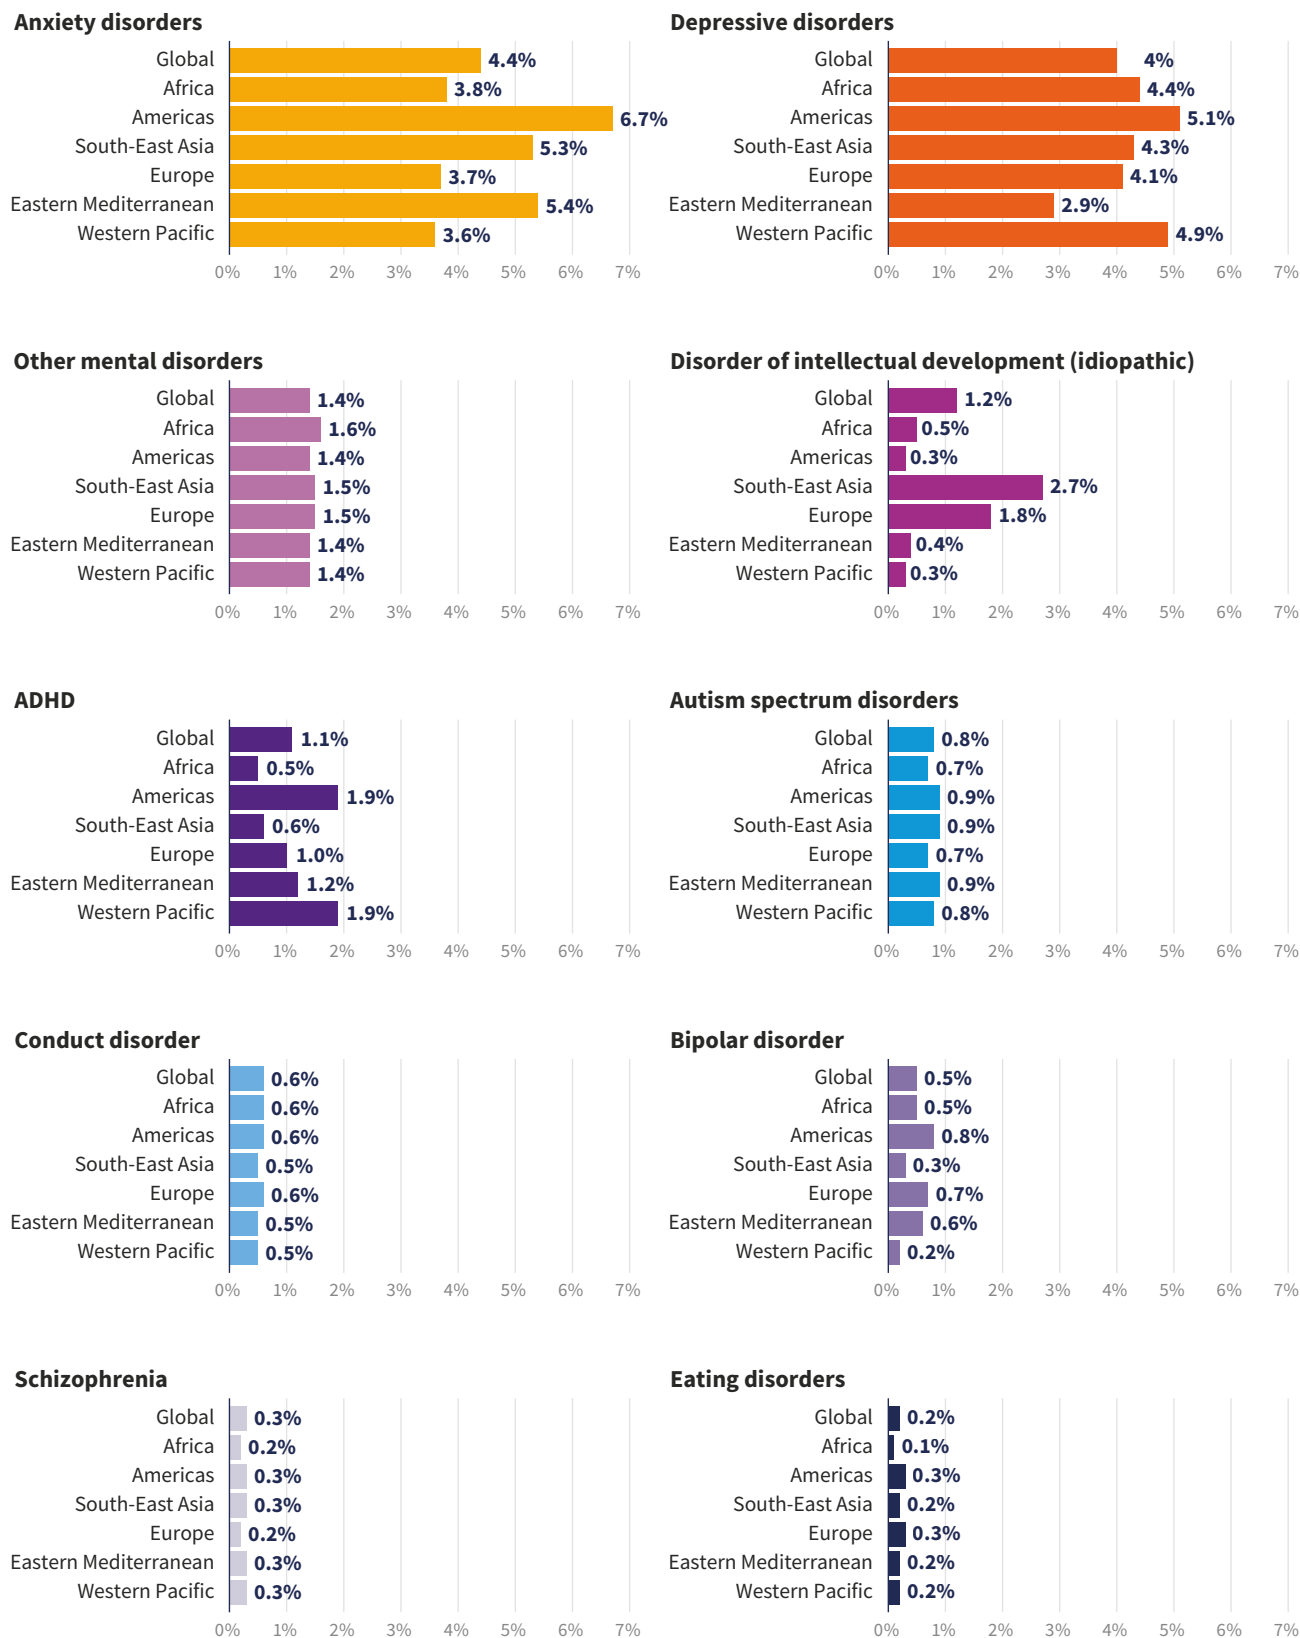 Anxiety disorders
Global 4.4%
Africa 3.8%
Americas 6.7%
South-East Asia 5.3%
Europe 3.7%
Eastern Mediterranean 5.4%
Western Pacific 3.6%
0% 1% 2% 3% 4% 5% 6% 7%
Depressive disorders
Global 4%
Africa 4.4%
Americas 5.1%
South-East Asia 4.3%
Europe 4.1%
Eastern Mediterranean 2.9%
Western Pacific 4.9%
0% 1% 2% 3% 4% 5% 6% 7%
Other mental disorders
Global 1.4%
Africa 1.6%
Americas 1.4%
South-East Asia 1.5%
Europe 1.5%
Eastern Mediterranean 1.4%
Western Pacific 1.4%
0% 1% 2% 3% 4% 5% 6% 7%
Disorder of intellectual development (idiopathic)
Global 1.2%
Africa 0.5%
Americas 0.3%
South-East Asia 2.7%
Europe 1.8%
Eastern Mediterranean 0.4%
Western Pacific 0.3%
0% 1% 2% 3% 4% 5% 6% 7%
ADHD
Global 1.1%
Africa 0.5%
Americas 1.9%
South-East Asia 0.6%
Europe 1.0%
Eastern Mediterranean 1.2%
Western Pacific 1.9%
0% 1% 2% 3% 4% 5% 6% 7%
Autism spectrum disorders
Global 0.8%
Africa 0.7%
Americas 0.9%
South-East Asia 0.9%
Europe 0.7%
Eastern Mediterranean 0.9%
Western Pacific 0.8%
0% 1% 2% 3% 4% 5% 6% 7%
Conduct disorder
Global 0.6%
Africa 0.6%
Americas 0.6%
South-East Asia 0.5%
Europe 0.6%
Eastern Mediterranean 0.5%
Western Pacific 0.5%
0% 1% 2% 3% 4% 5% 6% 7%
Bipolar disorder
Global 0.5%
Africa 0.5%
Americas 0.8%
South-East Asia 0.3%
Europe 0.7%
Eastern Mediterranean 0.6%
Western Pacific 0.2%
0% 1% 2% 3% 4% 5% 6% 7%
Schizophrenia
Global 0.3%
Africa 0.2%
Americas 0.3%
South-East Asia 0.3%
Europe 0.2%
Eastern Mediterranean 0.3%
Western Pacific 0.3%
0% 1% 2% 3% 4% 5% 6% 7%
Eating disorders
Global 0.2%
Africa 0.1%
Americas 0.3%
South-East Asia 0.2%
Europe 0.3%
Eastern Mediterranean 0.2%
Western Pacific 0.2%
0% 1% 2% 3% 4% 5% 6% 7%